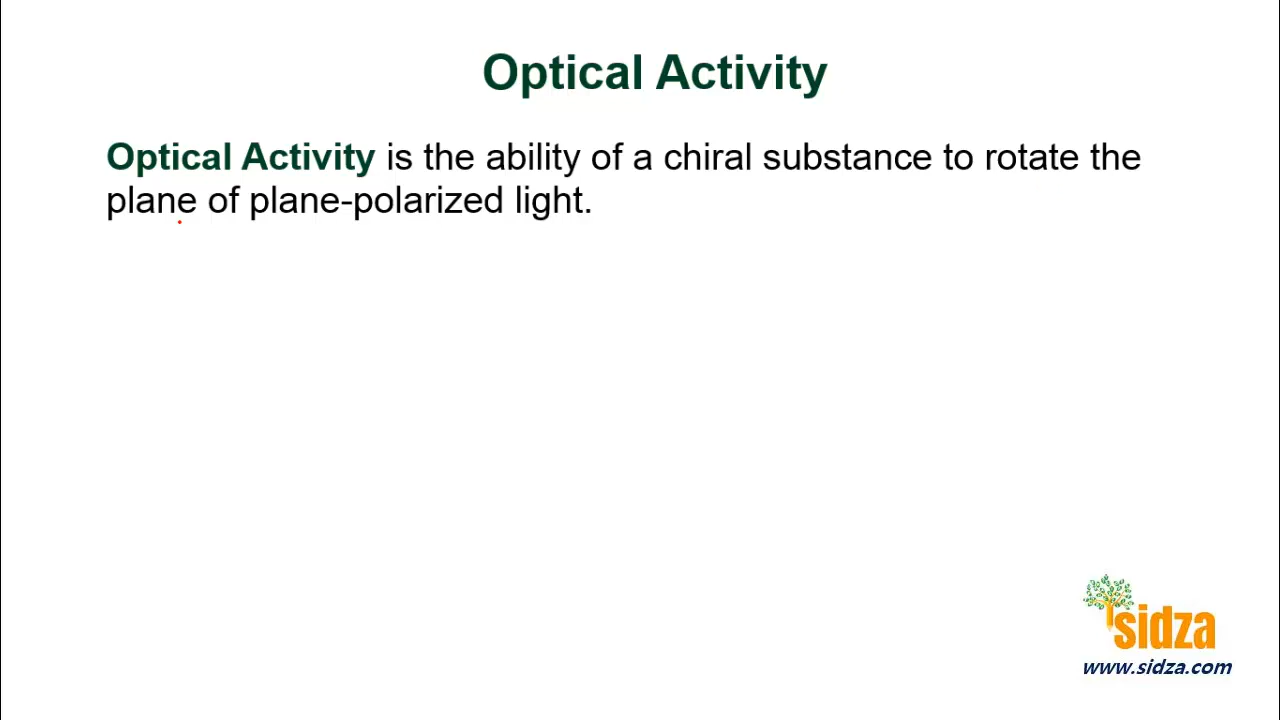 Optical Activity
Optical Activity is the ability of a chiral substance to rotate the
plane of plane-polarized light.
sidza
www.sidza.com